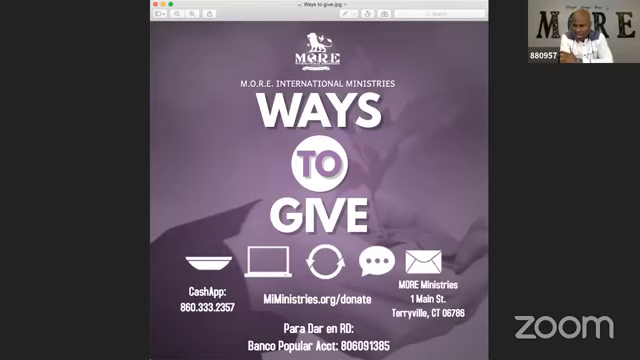 Ways to give.jpg
Search
MORE
880957
M.O.R.E
M.O.R.E. INTERNATIONAL MINISTRIES
WAYS
TO
GIVE
CashApp:
860.333.2357
MiMinistries.org/donate
MORE Ministries
1 Main St.
Terryville, CT 06786
Para Dar en RD:
Banco Popular Acct: 806091385
zoom